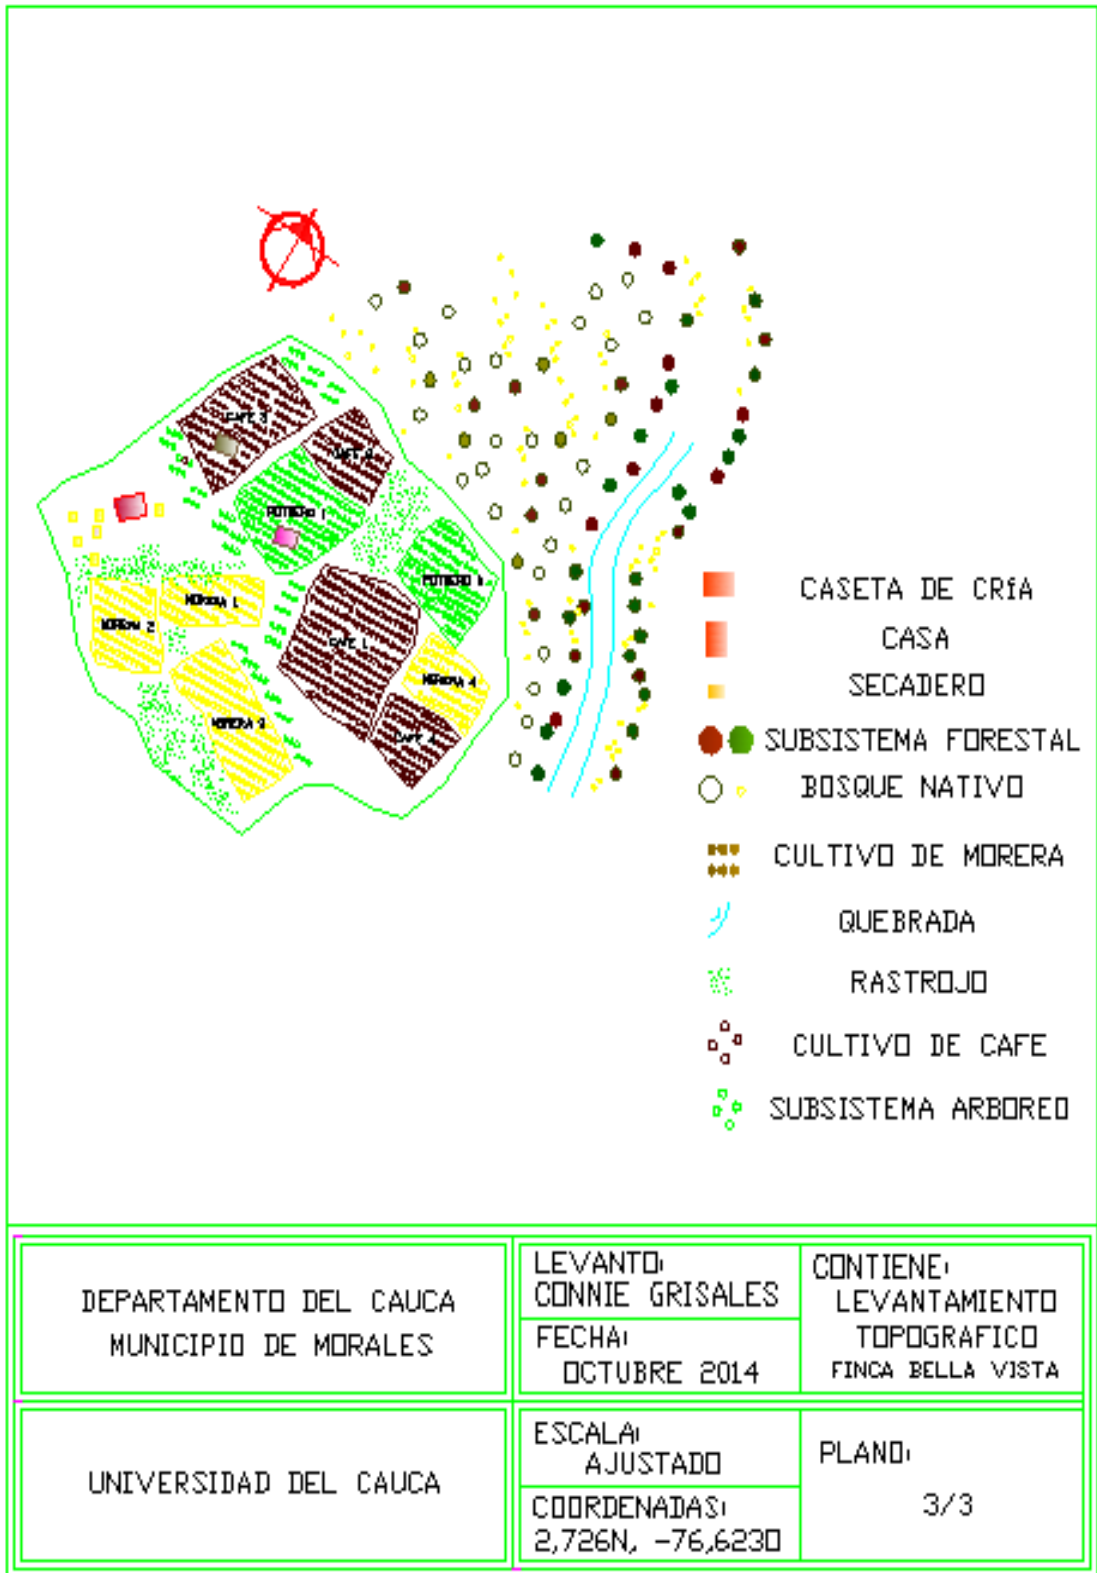 CAFE 3
CAFE 2
POTRERO 1
MORERA 1
MORERA 2
CAFE 1
MORERA 4
MORERA 3
CAFE 4
CASETA DE CRíA
CASA
SECADERO
SUBSISTEMA FORESTAL
BOSQUE NATIVO
CULTIVO DE MORERA
QUEBRADA
RASTROJO
CULTIVO DE CAFE
SUBSISTEMA ARBOREO
DEPARTAMENTO DEL CAUCA
MUNICIPIO DE MORALES
LEVANTO:
CONNIE GRISALES
FECHA:
OCTUBRE 2014
CONTIENE:
LEVANTAMIENTO
TOPOGRAFICO
FINCA BELLA VISTA
UNIVERSIDAD DEL CAUCA
ESCALA:
AJUSTADO
COORDENADAS:
2,726N, -76,623O
PLANO:
3/3